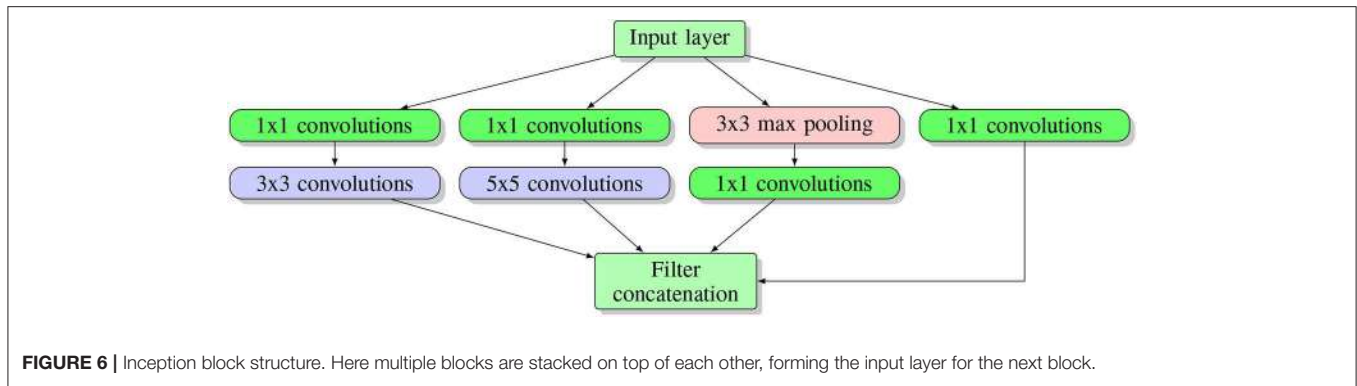 Input layer
1x1 convolutions
1x1 convolutions
3x3 max pooling
1x1 convolutions
3x3 convolutions
5x5 convolutions
1x1 convolutions
Filter
concatenation
FIGURE 6 | Inception block structure. Here multiple blocks are stacked on top of each other, forming the input layer for the next block.